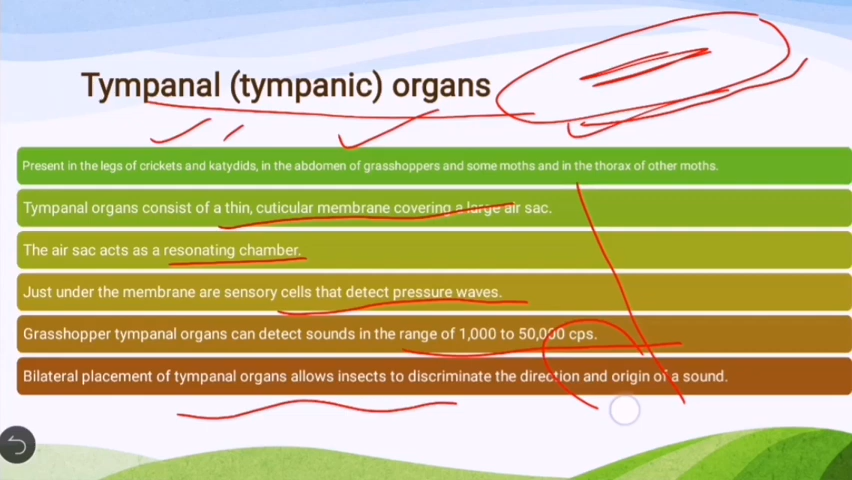 Tympanal (tympanic) organs
Present in the legs of crickets and katydids, in the abdomen of grasshoppers and some moths and in the thorax of other moths.
Tympanal organs consist of a thin, cuticular membrane covering a large air sac.
The air sac acts as a resonating chamber.
Just under the membrane are sensory cells that detect pressure waves.
Grasshopper tympanal organs can detect sounds in the range of 1,000 to 50,000 cps.
Bilateral placement of tympanal organs allows insects to discriminate the direction and origin of a sound.